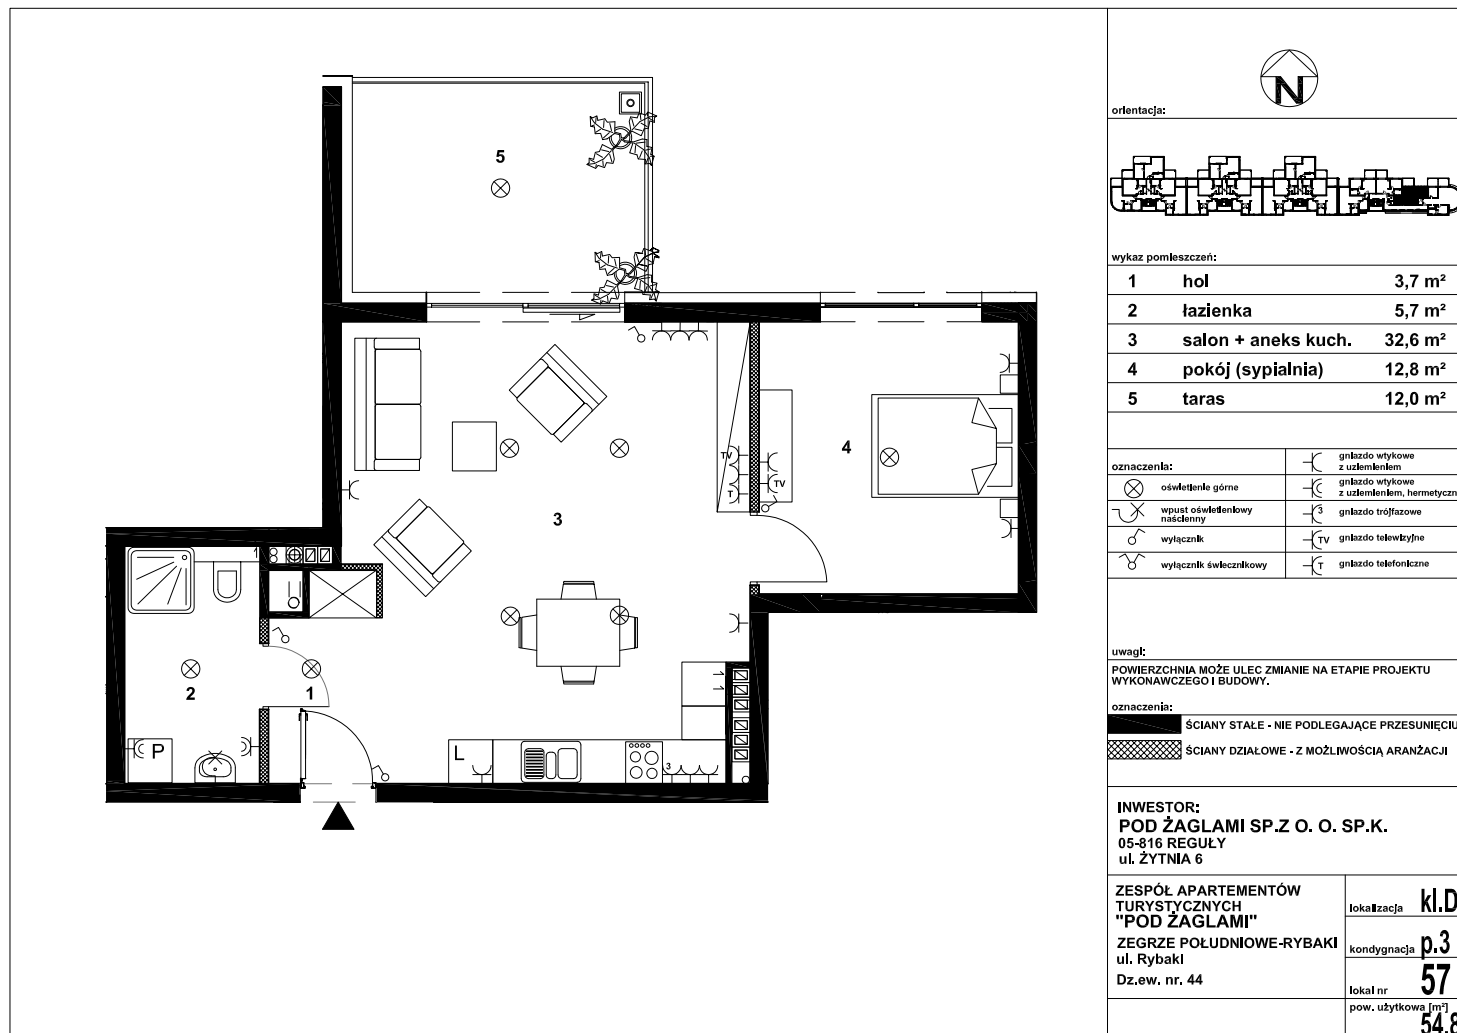 5
4
3
2
1
TV
T
TV
P
L
3
N
orientacja:
wykaz pomieszczeń:
1 hol 3,7 m²
2 łazienka 5,7 m²
3 salon + aneks kuch. 32,6 m²
4 pokój (sypialnia) 12,8 m²
5 taras 12,0 m²
oznaczenia:
oświetlenie górne
wpust oświetleniowy
naścienny
wyłącznik
wyłącznik świecznikowy
gniazdo wtykowe
z uziemieniem
gniazdo wtykowe
z uziemieniem, hermetyczn
3 gniazdo trójfazowe
TV gniazdo telewizyjne
T gniazdo telefoniczne
uwagi:
POWIERZCHNIA MOŻE ULEC ZMIANIE NA ETAPIE PROJEKTU
WYKONAWCZEGO I BUDOWY.
oznaczenia:
ŚCIANY STAŁE - NIE PODLEGAJĄCE PRZESUNIĘCIU
ŚCIANY DZIAŁOWE - Z MOŻLIWOŚCIĄ ARANŻACJI
INWESTOR:
POD ŻAGLAMI SP.Z O. O. SP.K.
05-816 REGUŁY
ul. ŻYTNIA 6
ZESPÓŁ APARTEMENTÓW
TURYSTYCZNYCH
"POD ŻAGLAMI"
ZEGRZE POŁUDNIOWE-RYBAKI
ul. Rybaki
Dz.ew. nr. 44
lokalizacja kl.D
kondygnacja p.3
lokal nr 57
pow. użytkowa [m²]
54,8